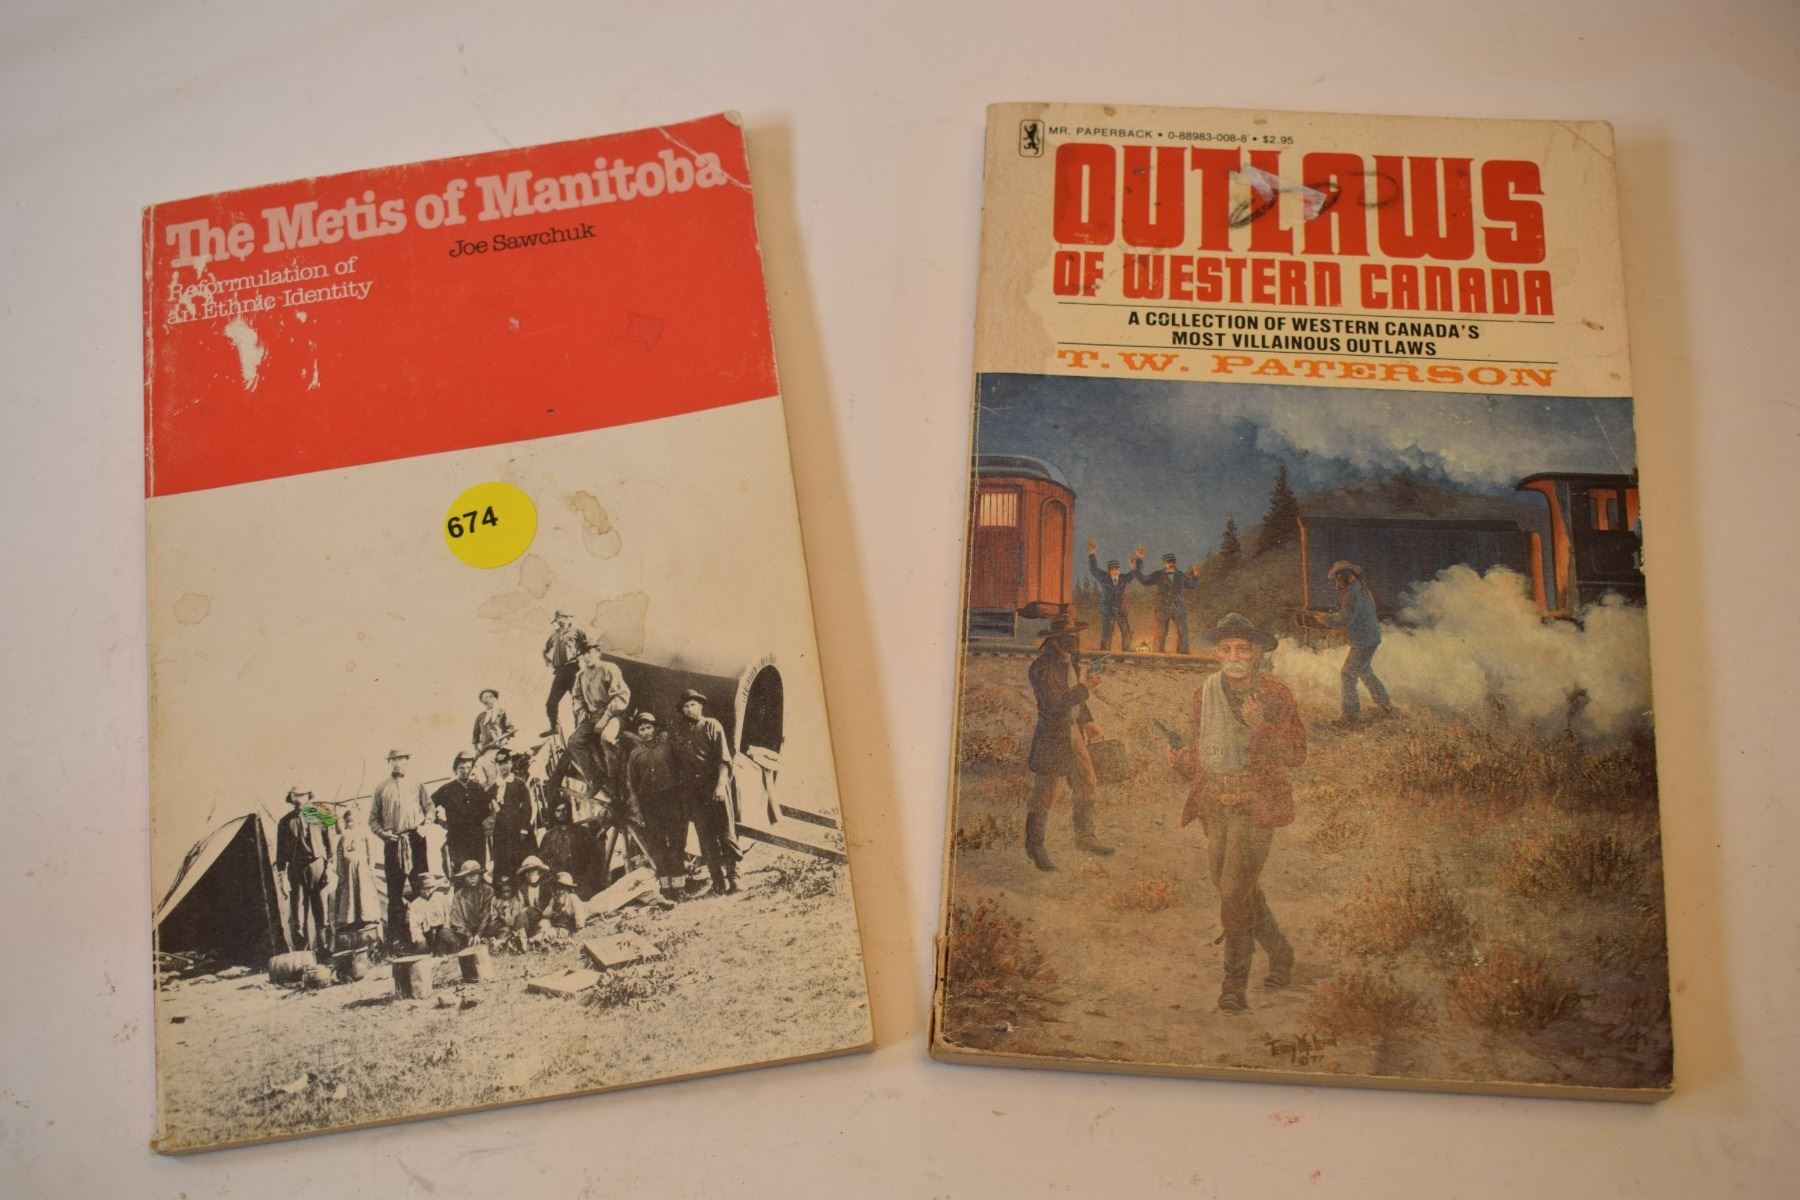 The Metis of Manitoba
Joe Sawchuk
Reformulation of
an Ethnic Identity
674
MR. PAPERBACK • 0-88983-008-8 • $2.95
OUTLAWS
OF WESTERN CANADA
A COLLECTION OF WESTERN CANADA'S
MOST VILLAINOUS OUTLAWS
T. W. PATERSON